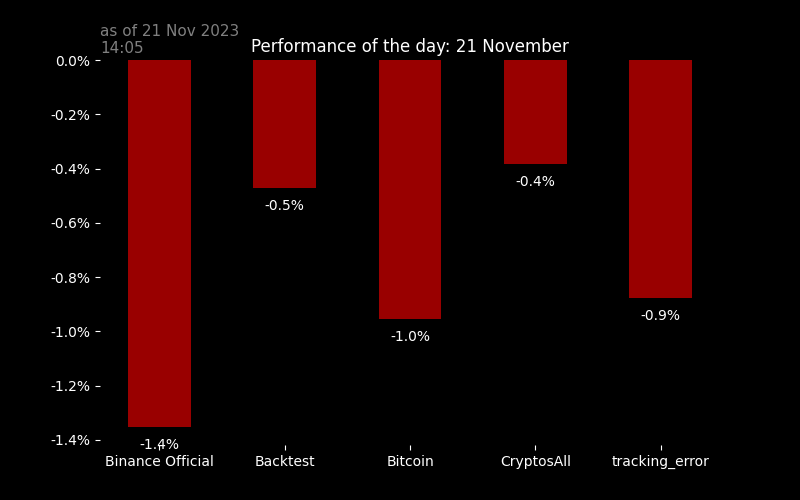 as of 21 Nov 2023
14:05
Performance of the day: 21 November
0.0%
-0.2%
-0.4%
-0.6%
-0.8%
-1.0%
-1.2%
-1.4%
-1.4%
-0.5%
-1.0%
-0.4%
-0.9%
Binance Official
Backtest
Bitcoin
CryptosAll
tracking_error